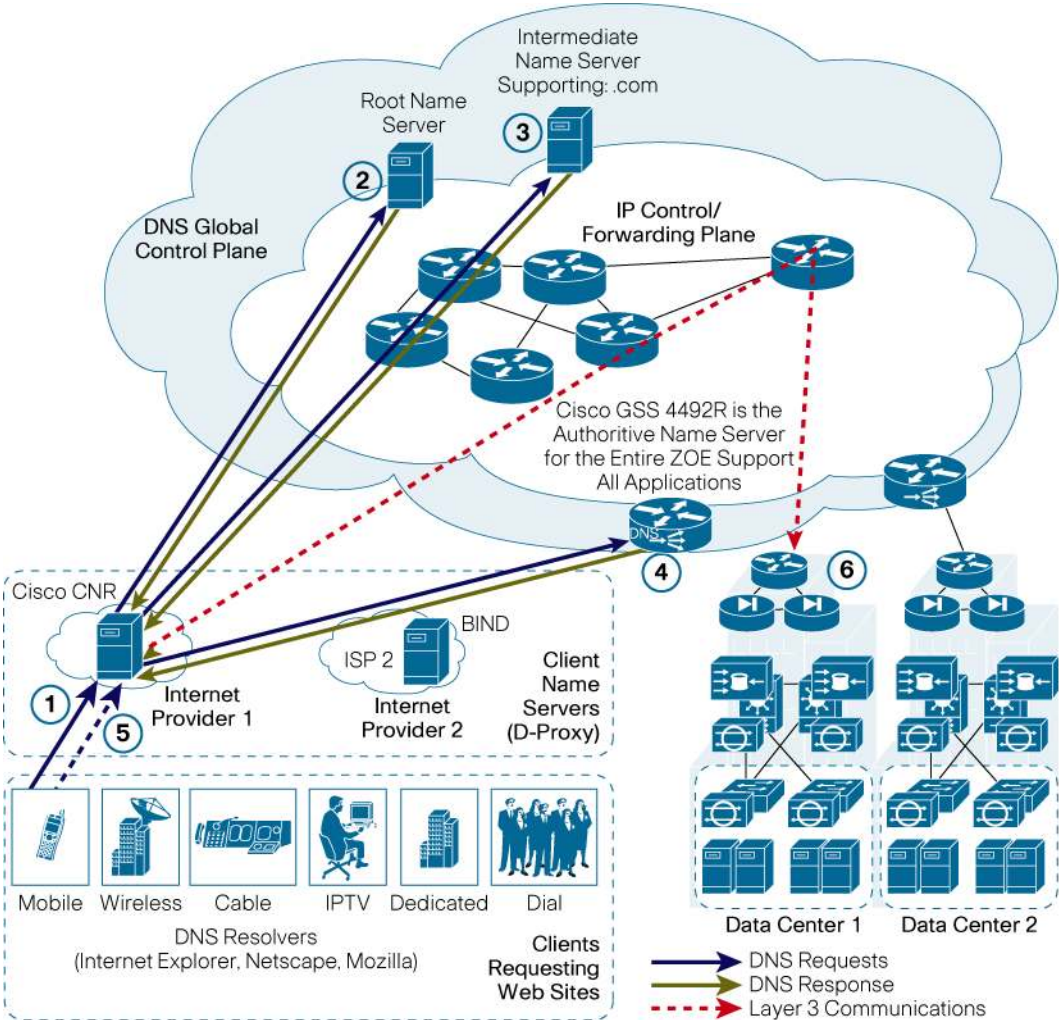 Intermediate
Name Server
Supporting: .com
Root Name
Server
3
2
DNS Global
Control Plane
IP Control/
Forwarding Plane
Cisco GSS 4492R is the
Authoritive Name Server
for the Entire ZOE Support
All Applications
DNS
4
6
Cisco CNR
BIND
ISP 2
Client
Name
Servers
(D-Proxy)
1
5
Internet
Provider 1
Internet
Provider 2
Mobile
Wireless
Cable
IPTV
Dedicated
Dial
DNS Resolvers
(Internet Explorer, Netscape, Mozilla)
Clients
Requesting
Web Sites
Data Center 1
Data Center 2
DNS Requests
DNS Response
Layer 3 Communications